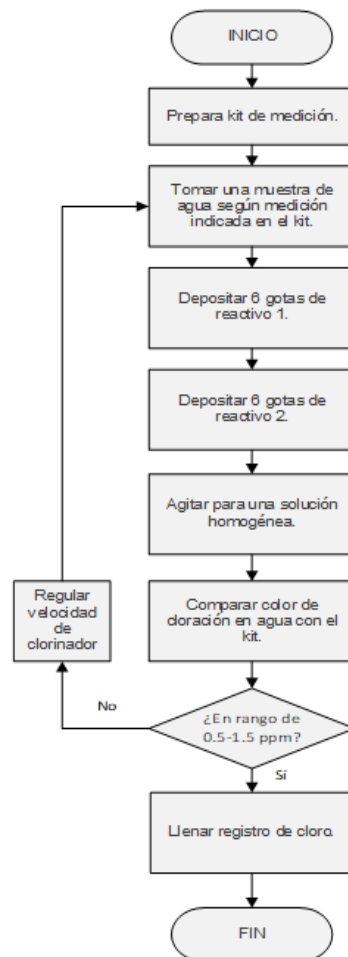 INICIO
Prepara kit de medición.
Tomar una muestra de
agua según medición
indicada en el kit.
Depositar 6 gotas de
reactivo 1.
Depositar 6 gotas de
reactivo 2.
Agitar para una solución
homogénea.
Regular
velocidad
de
clorinador
Comparar color de
cloración en agua con el
kit.
No
¿En rango de
0.5-1.5 ppm?
Sí
Llenar registro de cloro.
FIN